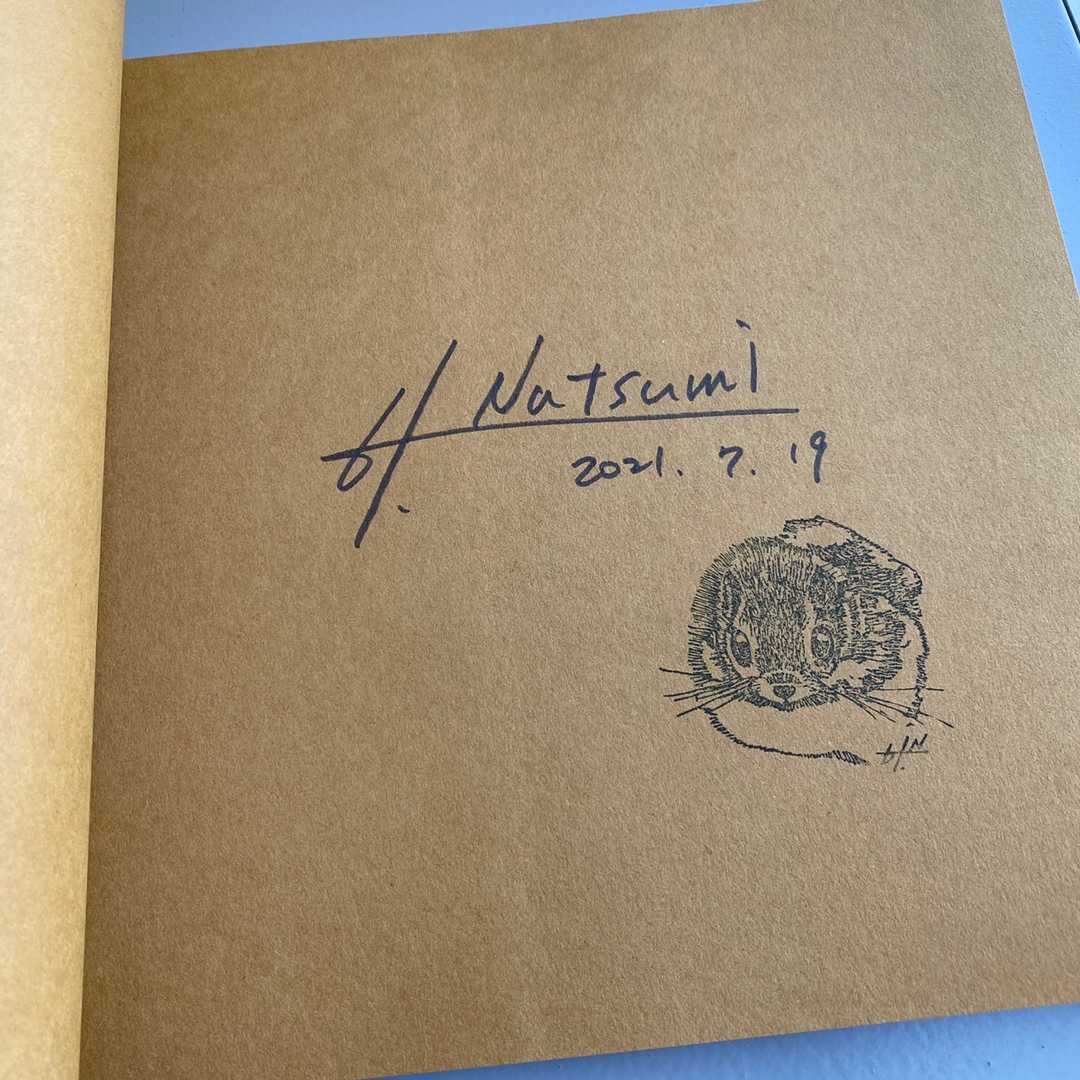 H. Natsumi
2021. 7. 19
H.N